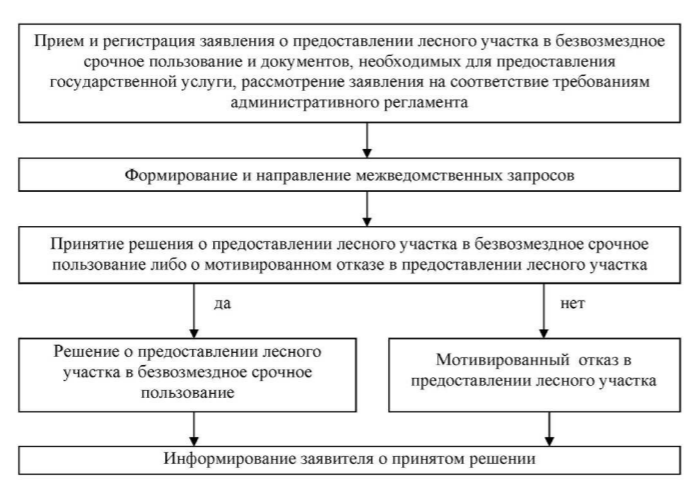 Прием и регистрация заявления о предоставлении лесного участка в безвозмездное
срочное пользование и документов, необходимых для предоставления
государственной услуги, рассмотрение заявления на соответствие требованиям
административного регламента
Формирование и направление межведомственных запросов
Принятие решения о предоставлении лесного участка в безвозмездное срочное
пользование либо о мотивированном отказе в предоставлении лесного участка
да
нет
Решение о предоставлении лесного
участка в безвозмездное срочное
пользование
Мотивированный отказ в
предоставлении лесного участка
Информирование заявителя о принятом решении